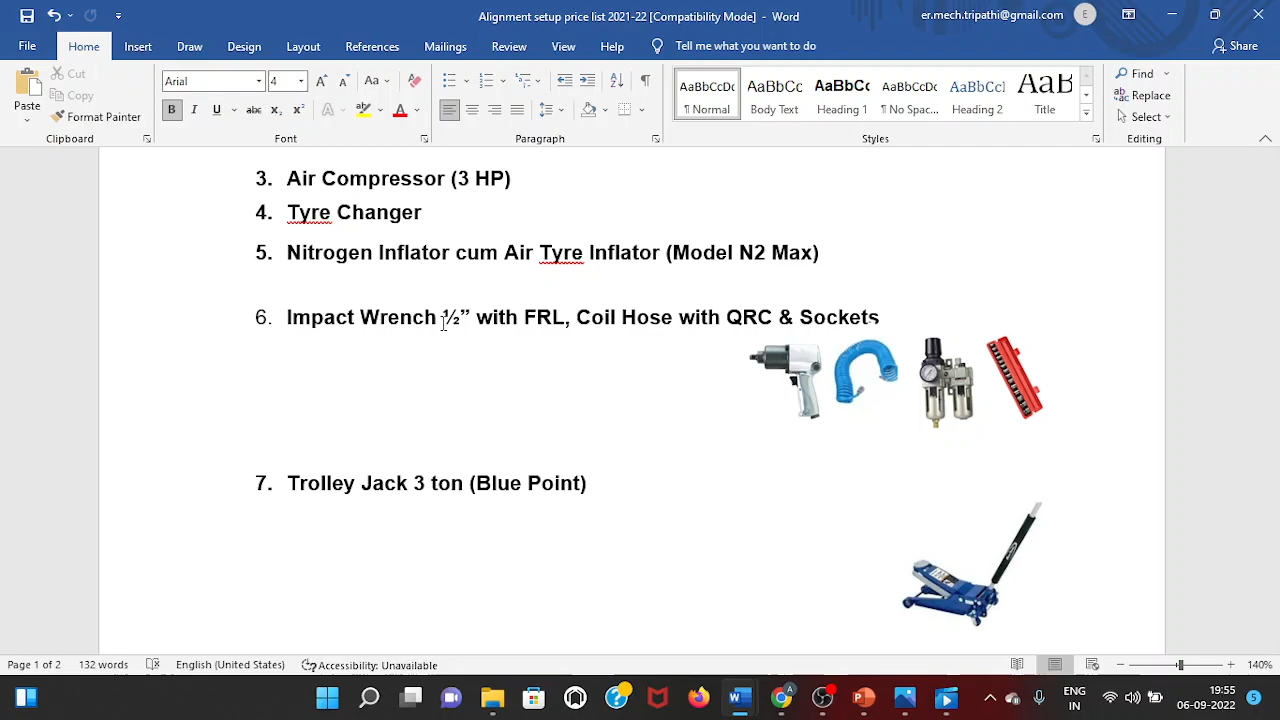 Alignment setup price list 2021-22 [Compatibility Mode] - Word
en.mech.tripathi@gmail.com
E
File Home Insert Draw Design Layout References Mailings Review View Help Tell me what you want to do Share
Paste
Cut
Copy
Format Painter
Clipboard
Arial 4
Font
Paragraph
AaBbCcDc AaBbCc AaBbCc AaBbCcDc AaBbCc AaB
¶ Normal Body Text Heading 1 ¶ No Spac... Heading 2 Title
Styles
Find
Replace
Select
Editing
3. Air Compressor (3 HP)
4. Tyre Changer
5. Nitrogen Inflator cum Air Tyre Inflator (Model N2 Max)
6. Impact Wrench ½” with FRL, Coil Hose with QRC & Sockets
7. Trolley Jack 3 ton (Blue Point)
Page 1 of 2 132 words English (United States) Accessibility: Unavailable 140%
ENG
IN
19:55
06-09-2022
5